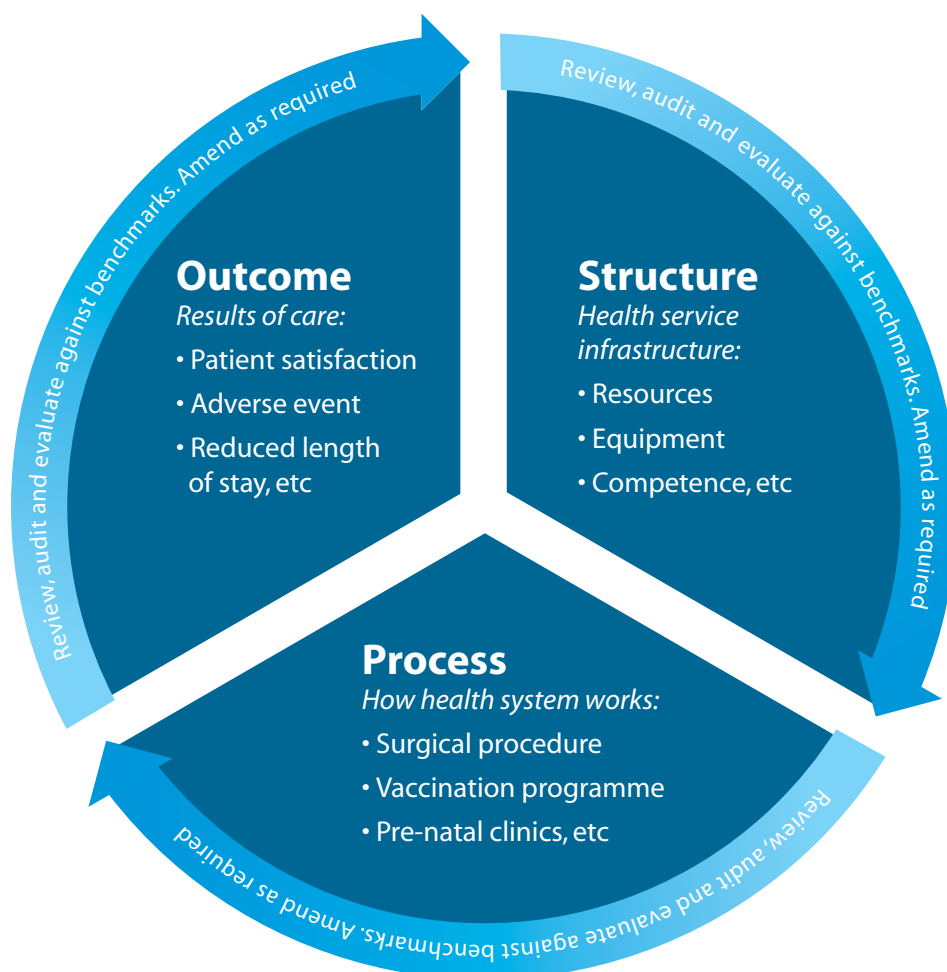 Review, audit and evaluate against benchmarks. Amend as required
Outcome
Results of care:
• Patient satisfaction
• Adverse event
• Reduced length
of stay, etc
Review, audit and evaluate against benchmarks. Amend as required
Structure
Health service
infrastructure:
• Resources
• Equipment
• Competence, etc
Process
How health system works:
• Surgical procedure
• Vaccination programme
• Pre-natal clinics, etc
Review, audit and evaluate against benchmarks. Amend as required